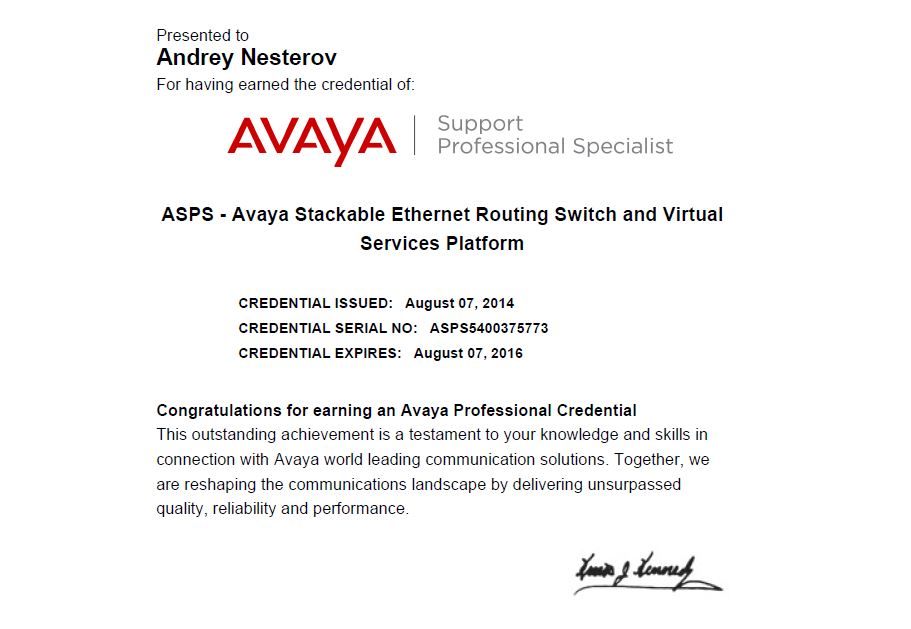 Presented to
Andrey Nesterov
For having earned the credential of:
AVAYA
Support
Professional Specialist
ASPS - Avaya Stackable Ethernet Routing Switch and Virtual
Services Platform
CREDENTIAL ISSUED: August 07, 2014
CREDENTIAL SERIAL NO: ASPS5400375773
CREDENTIAL EXPIRES: August 07, 2016
Congratulations for earning an Avaya Professional Credential
This outstanding achievement is a testament to your knowledge and skills in
connection with Avaya world leading communication solutions. Together, we
are reshaping the communications landscape by delivering unsurpassed
quality, reliability and performance.